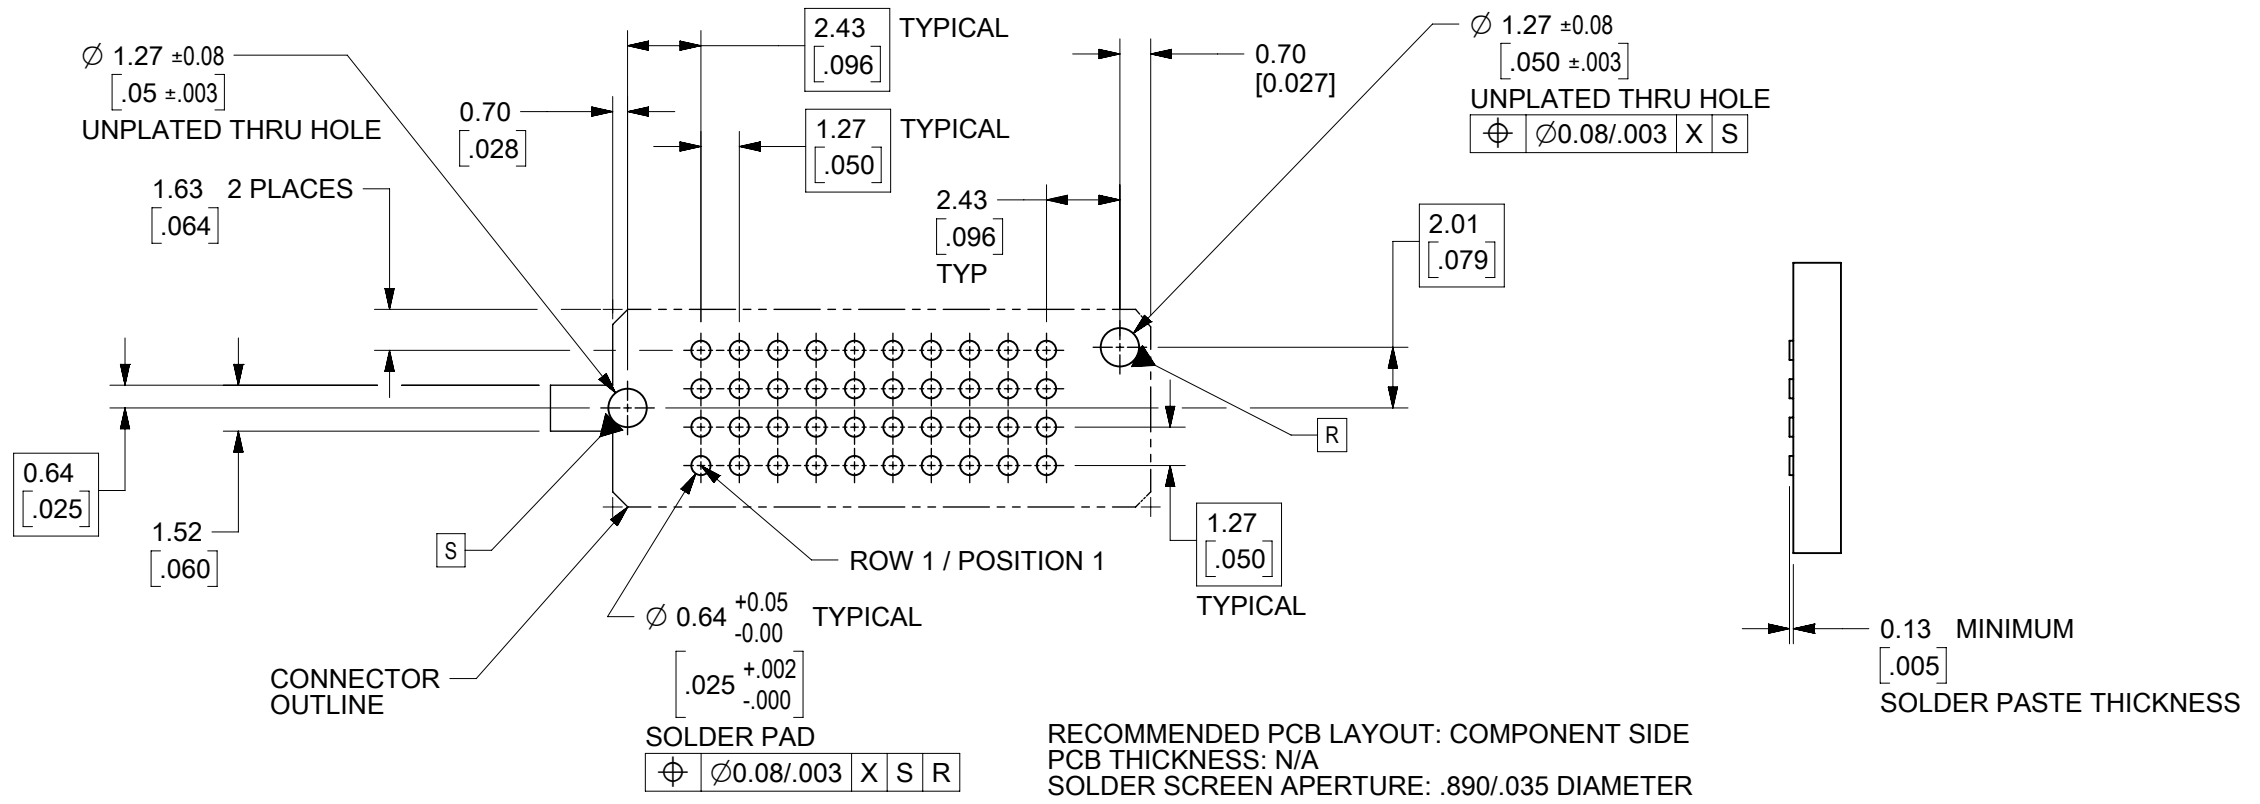 ∅ 1.27 ±0.08
[.05 ±.003]
UNPLATED THRU HOLE
2.43 TYPICAL
[.096]
0.70
[.028]
1.27 TYPICAL
[.050]
0.70
[0.027]
∅ 1.27 ±0.08
[.050 ±.003]
UNPLATED THRU HOLE
⌖ ∅0.08/.003 X S
1.63 2 PLACES
[.064]
2.43
[.096]
TYP
2.01
[.079]
R
0.64
[.025]
1.52
[.060]
S
ROW 1 / POSITION 1
1.27
[.050]
TYPICAL
∅ 0.64 +0.05 -0.00 TYPICAL
[.025 +.002 -.000]
SOLDER PAD
⌖ ∅0.08/.003 X S R
CONNECTOR
OUTLINE
0.13 MINIMUM
[.005]
SOLDER PASTE THICKNESS
RECOMMENDED PCB LAYOUT: COMPONENT SIDE
PCB THICKNESS: N/A
SOLDER SCREEN APERTURE: .890/.035 DIAMETER